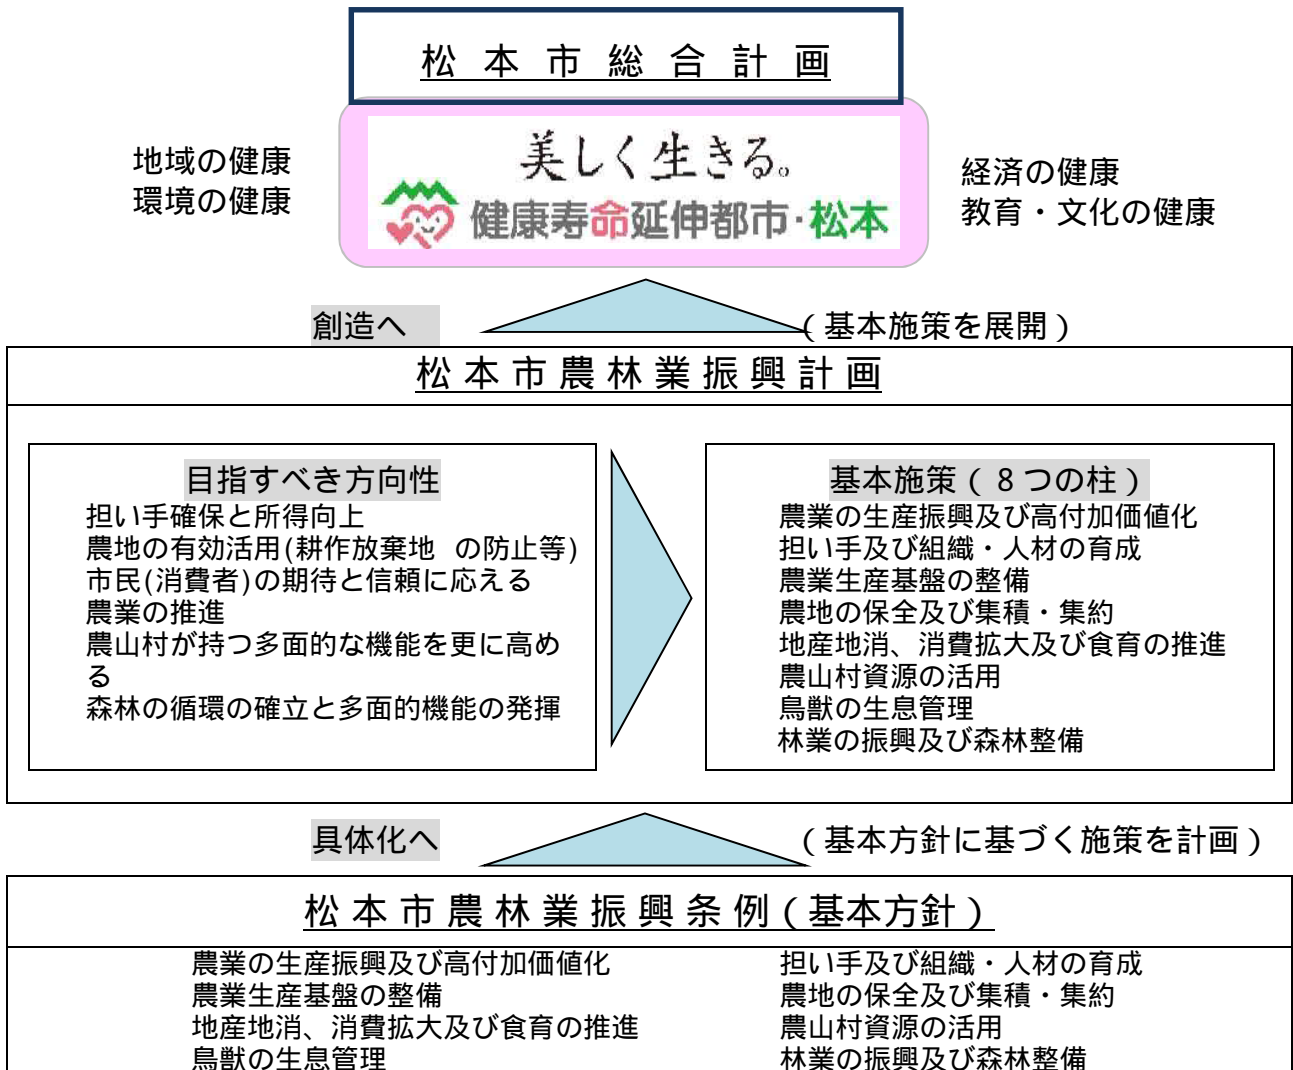 松本市総合計画
地域の健康
環境の健康
美しく生きる。
健康寿命延伸都市・松本
経済の健康
教育・文化の健康
創造へ
(基本施策を展開)
松本市農林業振興計画
目指すべき方向性
担い手確保と所得向上
農地の有効活用(耕作放棄地 の防止等)
市民(消費者)の期待と信頼に応える
農業の推進
農山村が持つ多面的な機能を更に高め
る
森林の循環の確立と多面的機能の発揮
基本施策(8つの柱)
農業の生産振興及び高付加価値化
担い手及び組織・人材の育成
農業生産基盤の整備
農地の保全及び集積・集約
地産地消、消費拡大及び食育の推進
農山村資源の活用
鳥獣の生息管理
林業の振興及び森林整備
具体化へ
(基本方針に基づく施策を計画)
松本市農林業振興条例(基本方針)
農業の生産振興及び高付加価値化
担い手及び組織・人材の育成
農業生産基盤の整備
農地の保全及び集積・集約
地産地消、消費拡大及び食育の推進
農山村資源の活用
鳥獣の生息管理
林業の振興及び森林整備